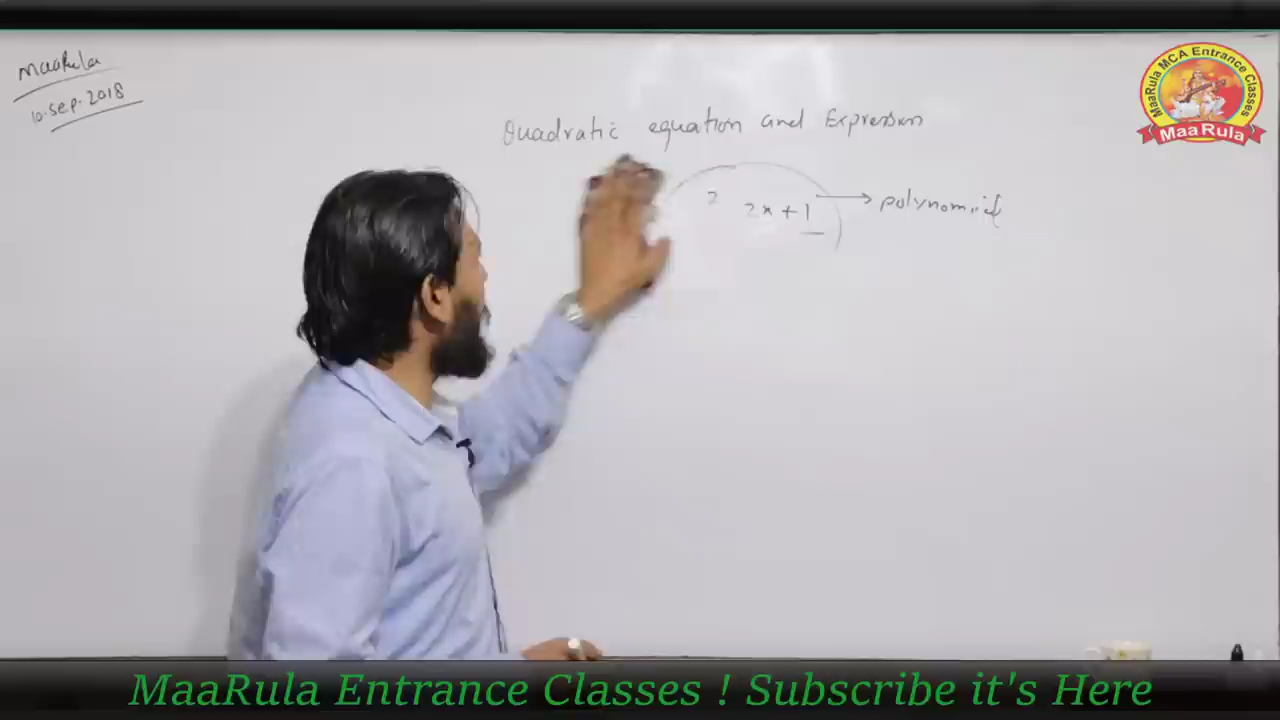 MaaRula
10-Sep-2018
Quadratic equation and Expression
2 2x + 1 → polynomial
MaaRula MCA Entrance Classes
MaaRula
MaaRula Entrance Classes ! Subscribe it's Here